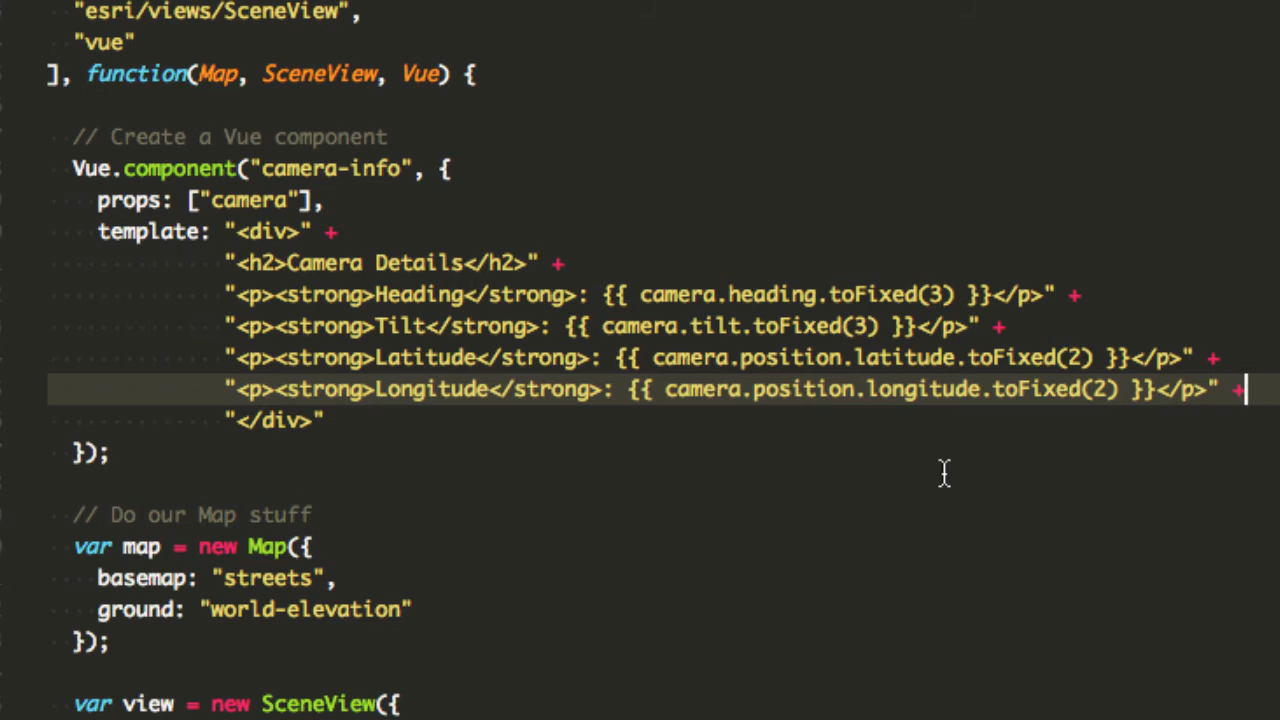 "esri/views/SceneView",
"vue"
], function(Map, SceneView, Vue) {
// Create a Vue component
Vue.component("camera-info", {
props: ["camera"],
template: "<div>" +
"<h2>Camera Details</h2>" +
"<p><strong>Heading</strong>: {{ camera.heading.toFixed(3) }}</p>" +
"<p><strong>Tilt</strong>: {{ camera.tilt.toFixed(3) }}</p>" +
"<p><strong>Latitude</strong>: {{ camera.position.latitude.toFixed(2) }}</p>" +
"<p><strong>Longitude</strong>: {{ camera.position.longitude.toFixed(2) }}</p>" +
"</div>"
});
// Do our Map stuff
var map = new Map({
basemap: "streets",
ground: "world-elevation"
});
var view = new SceneView({